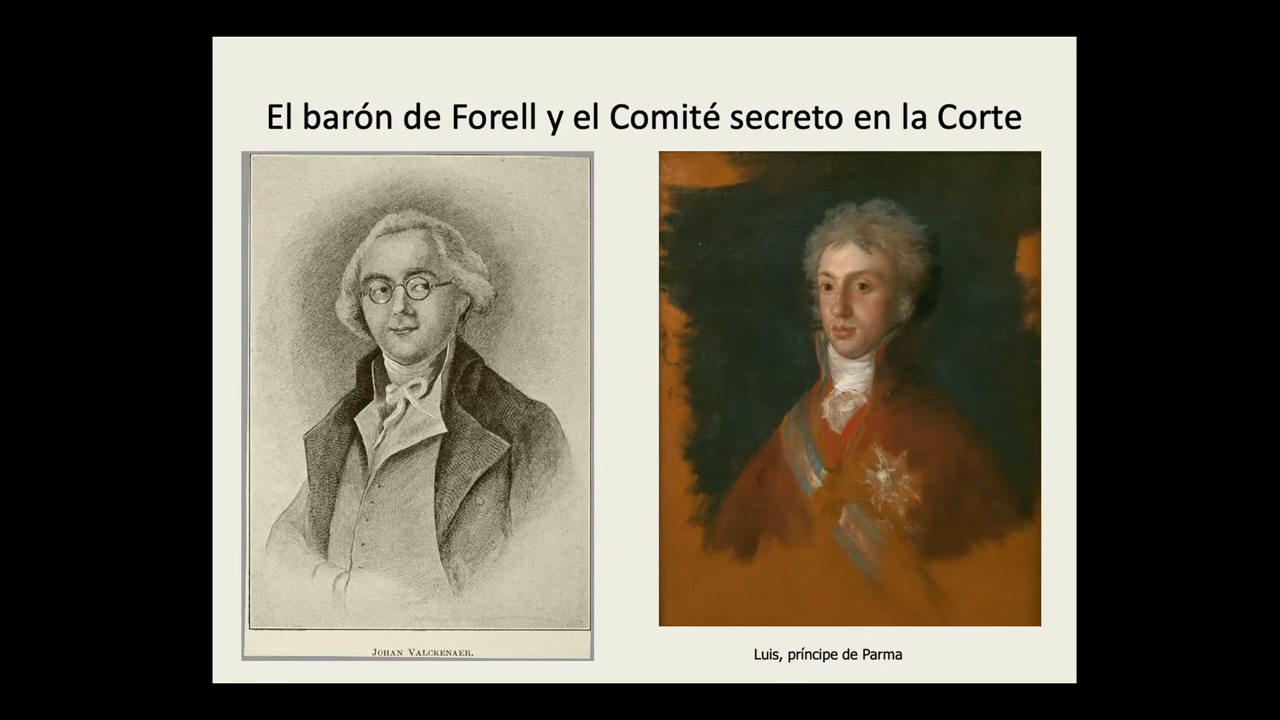 El barón de Forell y el Comité secreto en la Corte
Johan Valckenaer.
Luis, príncipe de Parma